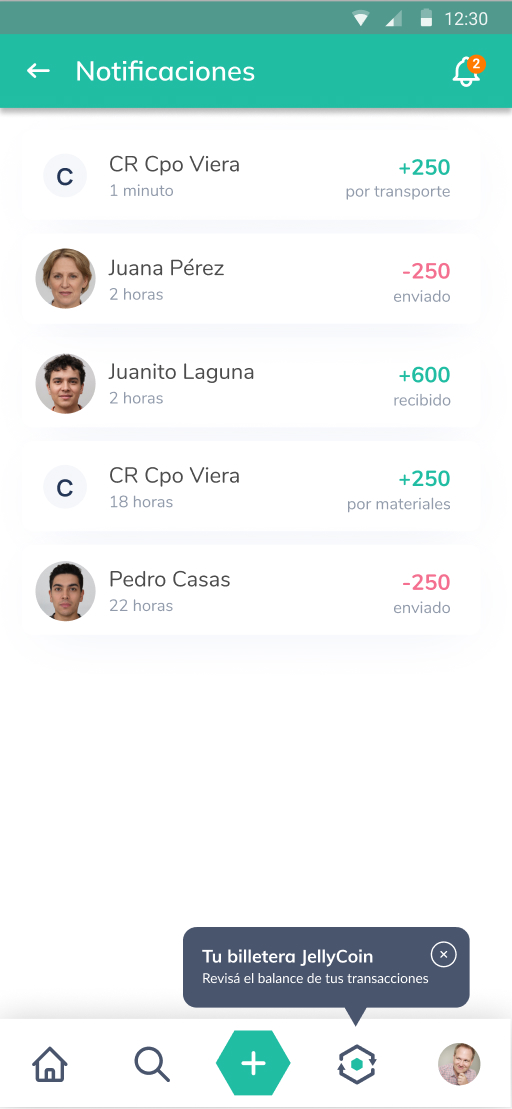 12:30
Notificaciones
2
C
CR Cpo Viera
+250
1 minuto
por transporte
Juana Pérez
-250
2 horas
enviado
Juanito Laguna
+600
2 horas
recibido
C
CR Cpo Viera
+250
18 horas
por materiales
Pedro Casas
-250
22 horas
enviado
Tu billetera JellyCoin
Revisá el balance de tus transacciones